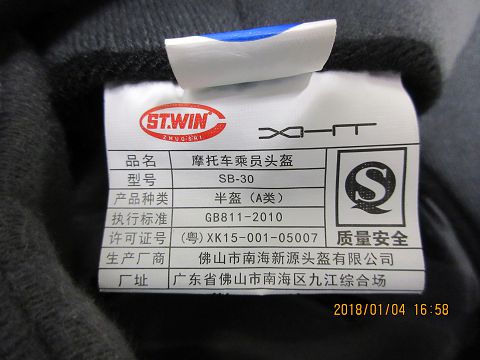 ST.WIN
ZHUO SHI
XHT
品名 摩托车乘员头盔
型号 SB-30
产品种类 半盔（A类）
执行标准 GB811-2010
许可证号 (粤)XK15-001-05007
生产厂商 佛山市南海新源头盔有限公司
厂址 广东省佛山市南海区九江综合场
质量安全
2018/01/04 16:58